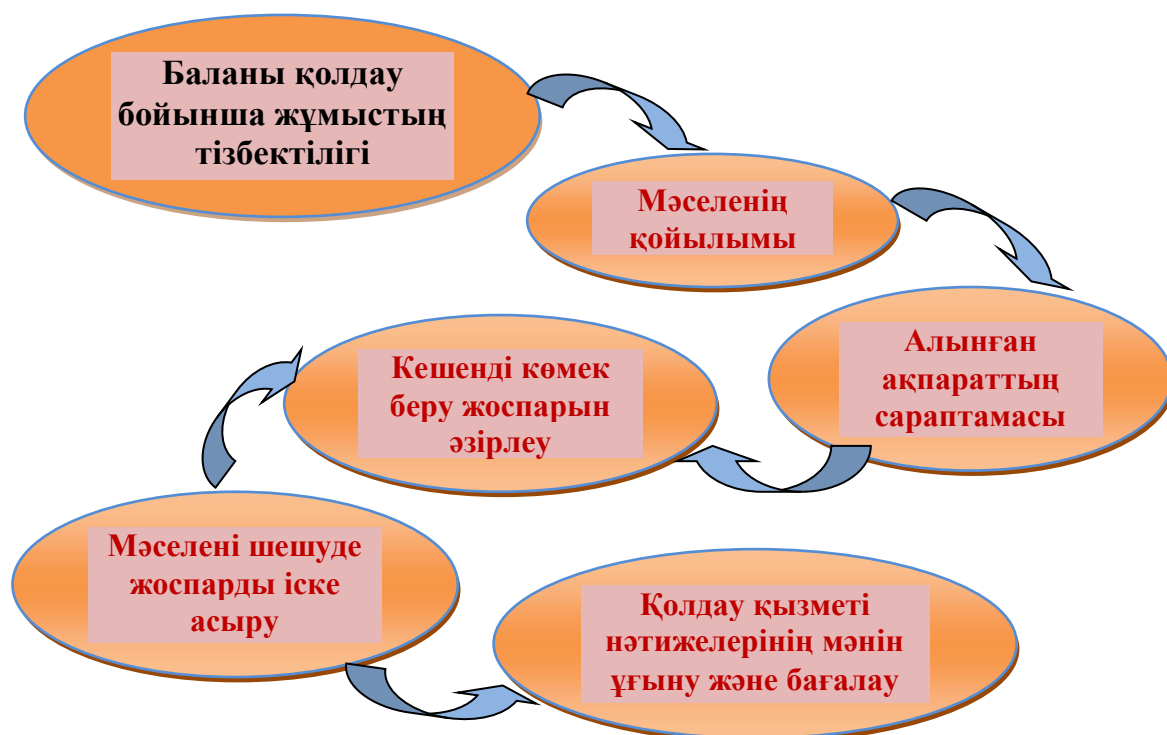 Баланы қолдау
бойынша жұмыстың
тізбектілігі
Мәселенің
қойылымы
Алынған
ақпараттың
сараптамасы
Кешенді көмек
беру жоспарын
әзірлеу
Мәселені шешуде
жоспарды іске
асыру
Қолдау қызметі
нәтижелерінің мәнін
ұғыну және бағалау